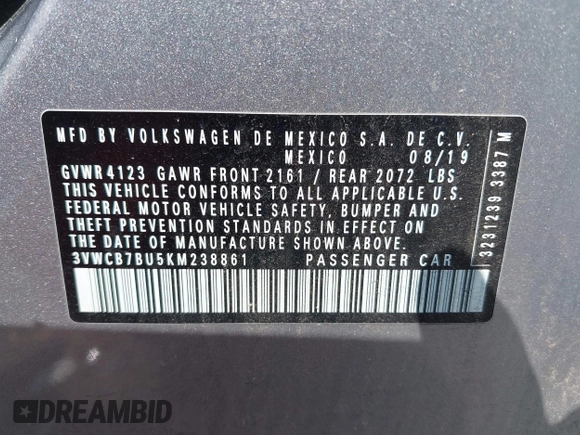 MFD BY VOLKSWAGEN DE MEXICO S.A. DE C.V.
MEXICO 08/19
GVWR 4123 GAWR FRONT 2161 / REAR 2072 LBS
THIS VEHICLE CONFORMS TO ALL APPLICABLE U.S.
FEDERAL MOTOR VEHICLE SAFETY, BUMPER AND
THEFT PREVENTION STANDARDS IN EFFECT ON
THE DATE OF MANUFACTURE SHOWN ABOVE
3VWCB7BU5KM238861 PASSENGER CAR
3231239 3387 M
DREAMBID